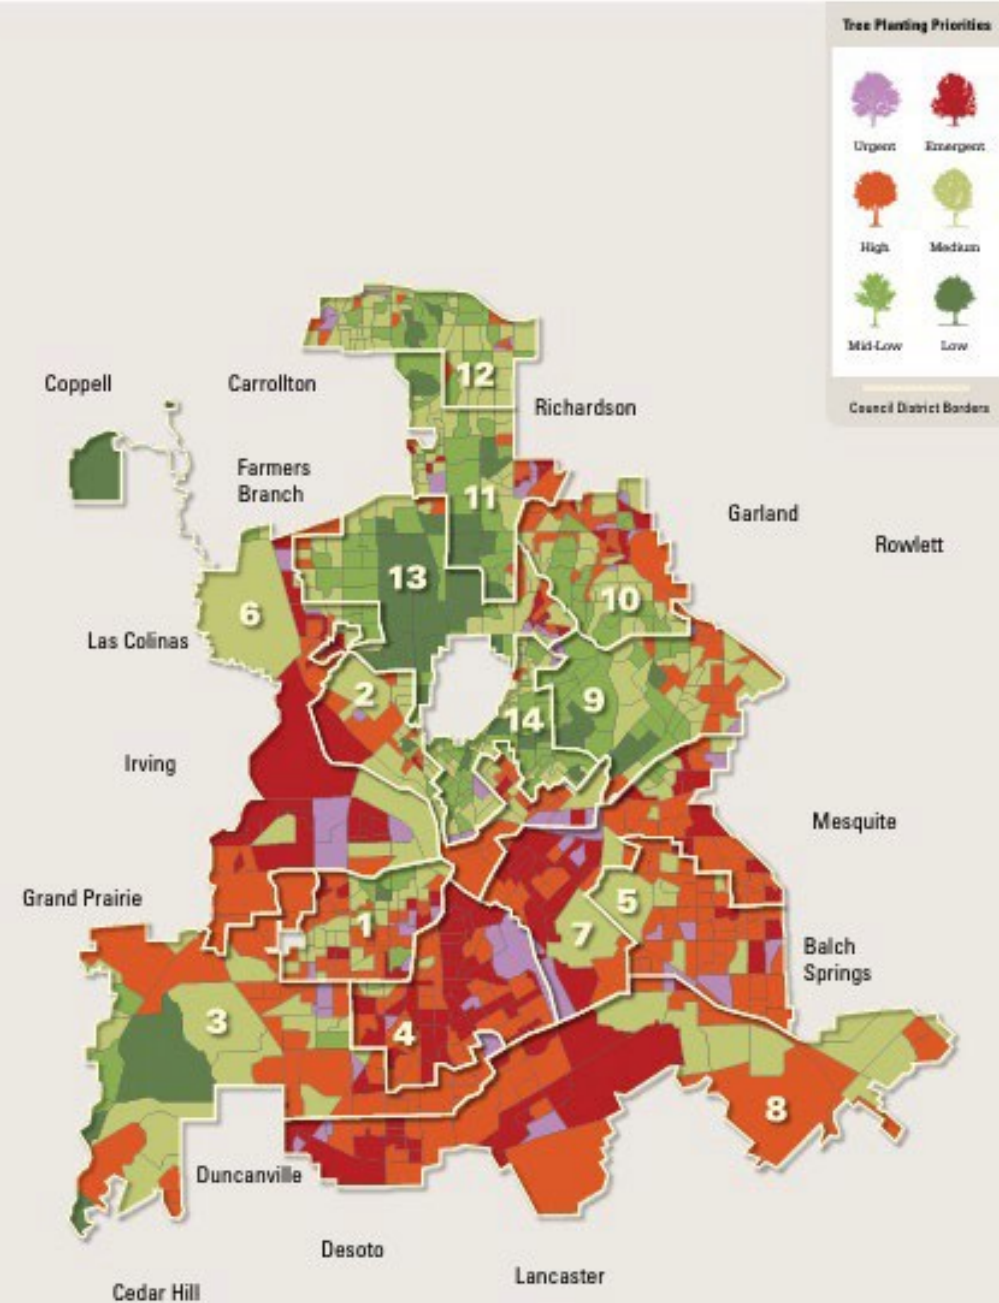 Tree Planting Priorities
Urgent
Emergent
High
Medium
Mid-Low
Low
Council District Borders
12
Coppell
Carrollton
Richardson
Farmers
Branch
11
Garland
Rowlett
13
10
6
Las Colinas
2
9
14
Irving
Mesquite
Grand Prairie
5
1
7
Balch
Springs
3
4
8
Duncanville
Desoto
Lancaster
Cedar Hill